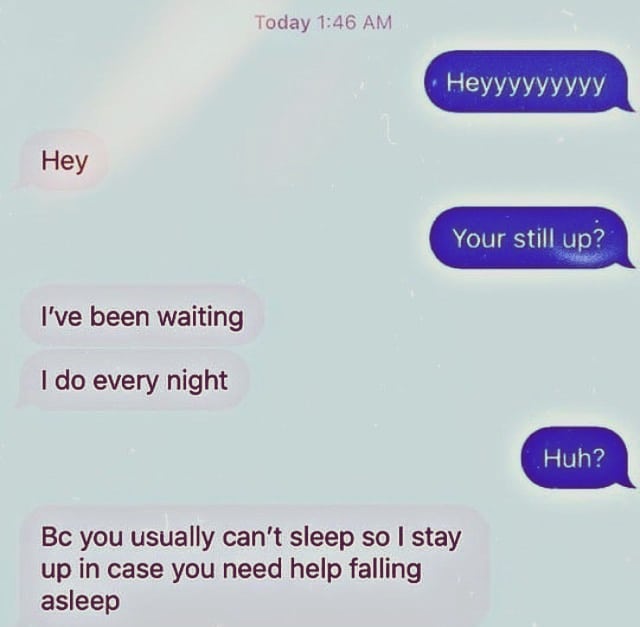 Today 1:46 AM
Heyyyyyyyyy
Hey
Your still up?
I've been waiting
I do every night
Huh?
Bc you usually can't sleep so I stay
up in case you need help falling
asleep